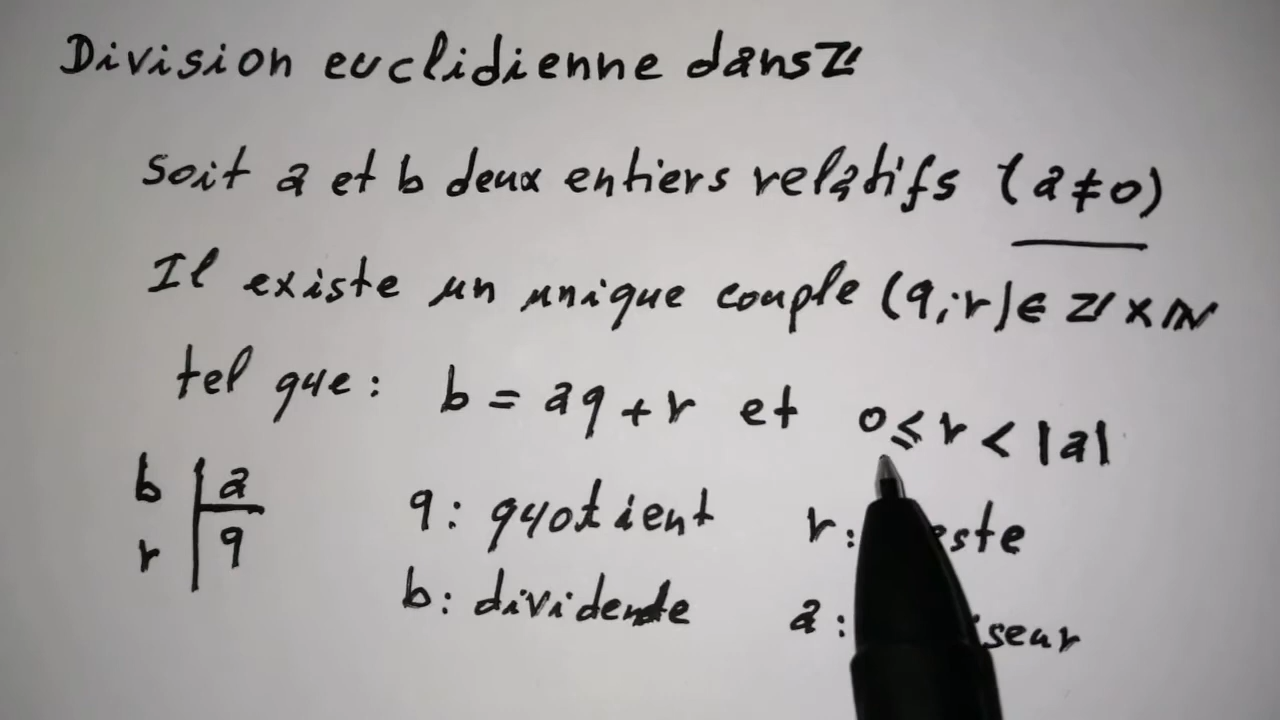 Division euclidienne dans ℤ
Soit a et b deux entiers relatifs (a≠0)
Il existe un unique couple (q;r)∈ ℤ×ℕ
tel que : b = aq + r et 0 ≤ r < |a|
b | a
r | q
q : quotient r :
b : dividende a :